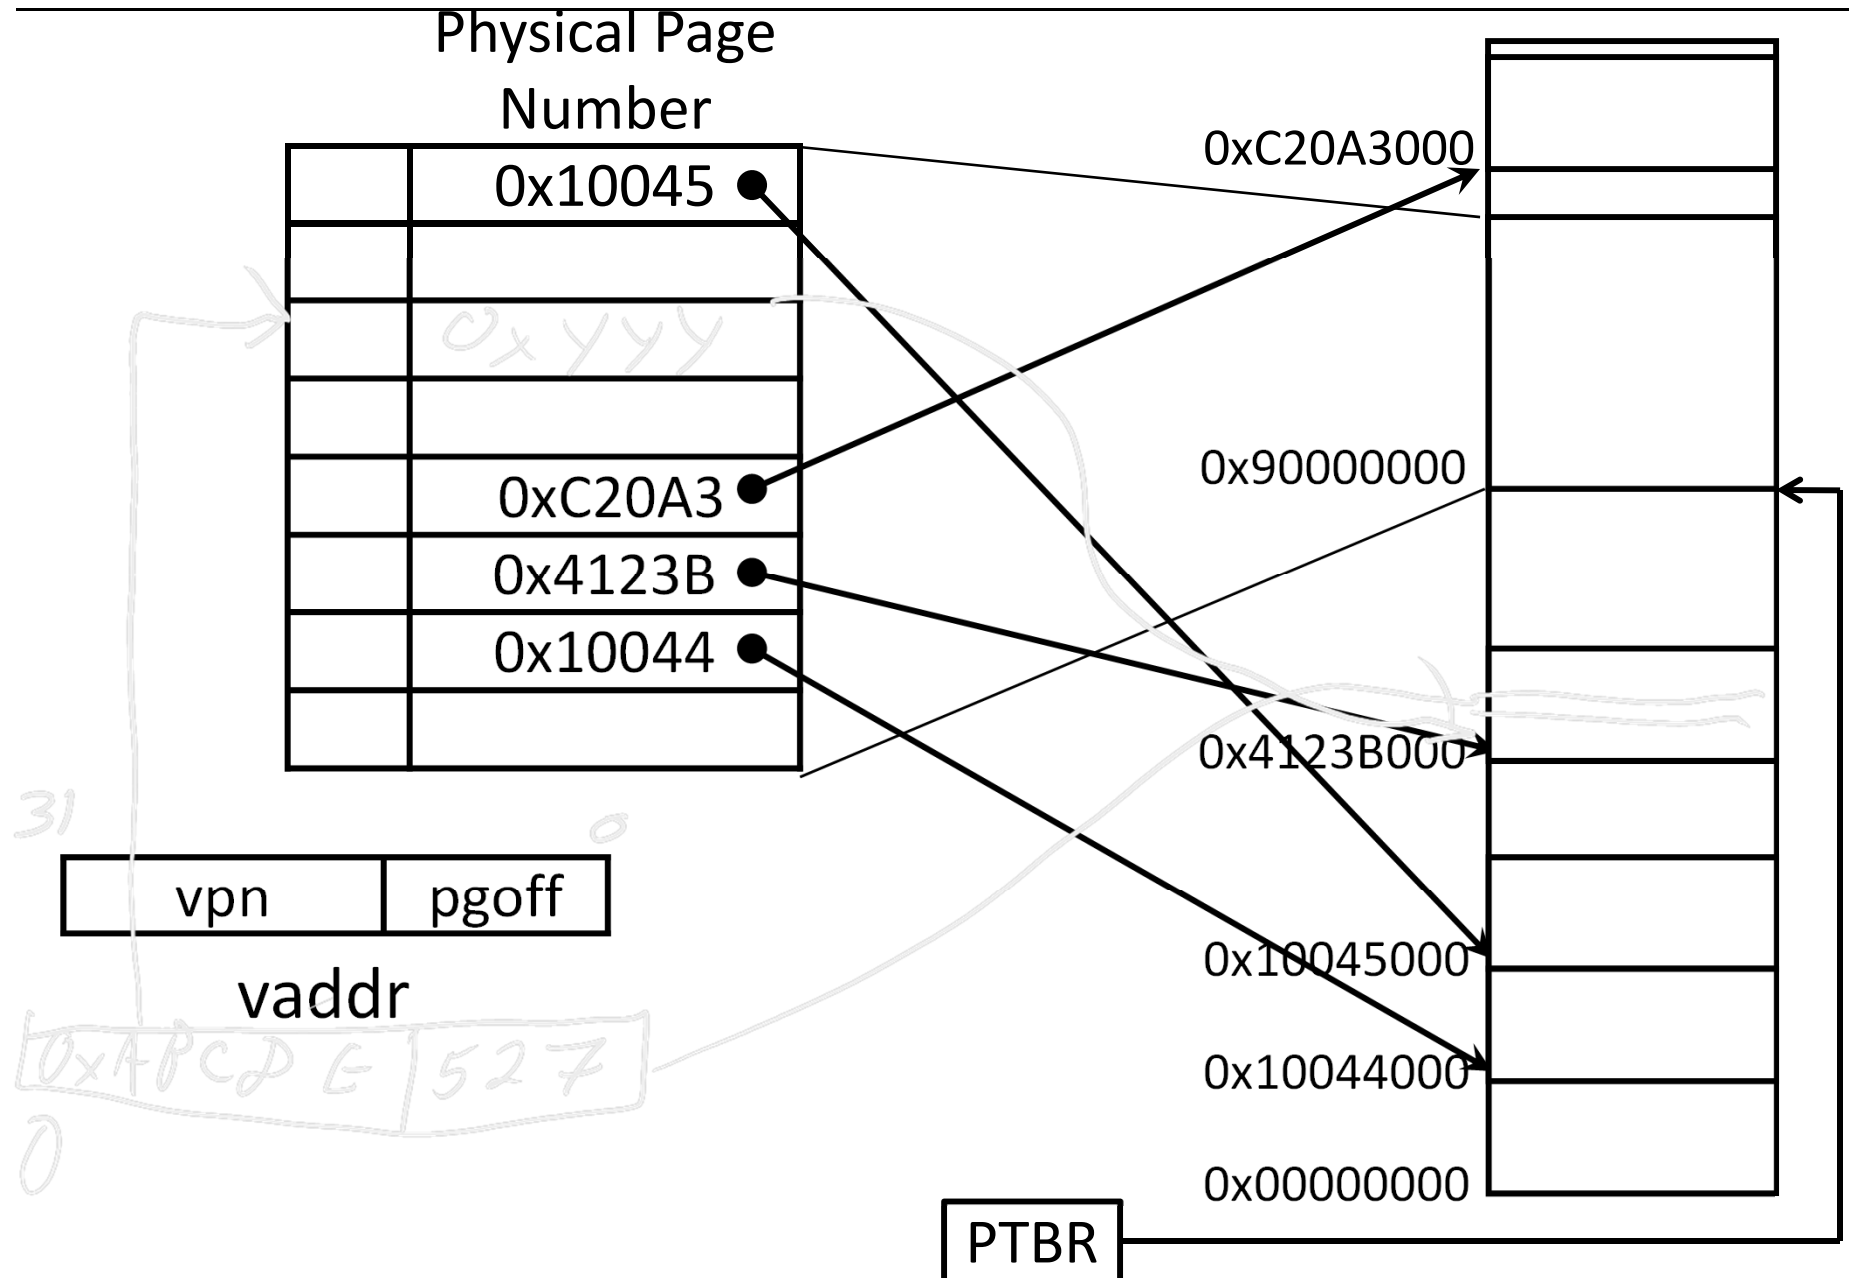 Physical Page
Number
0x10045
0xYYY
0xC20A3
0x4123B
0x10044
0xC20A3000
0x90000000
0x4123B000
0x10045000
0x10044000
0x00000000
31
0
vpn pgoff
vaddr
0xABCDE 527
0
PTBR